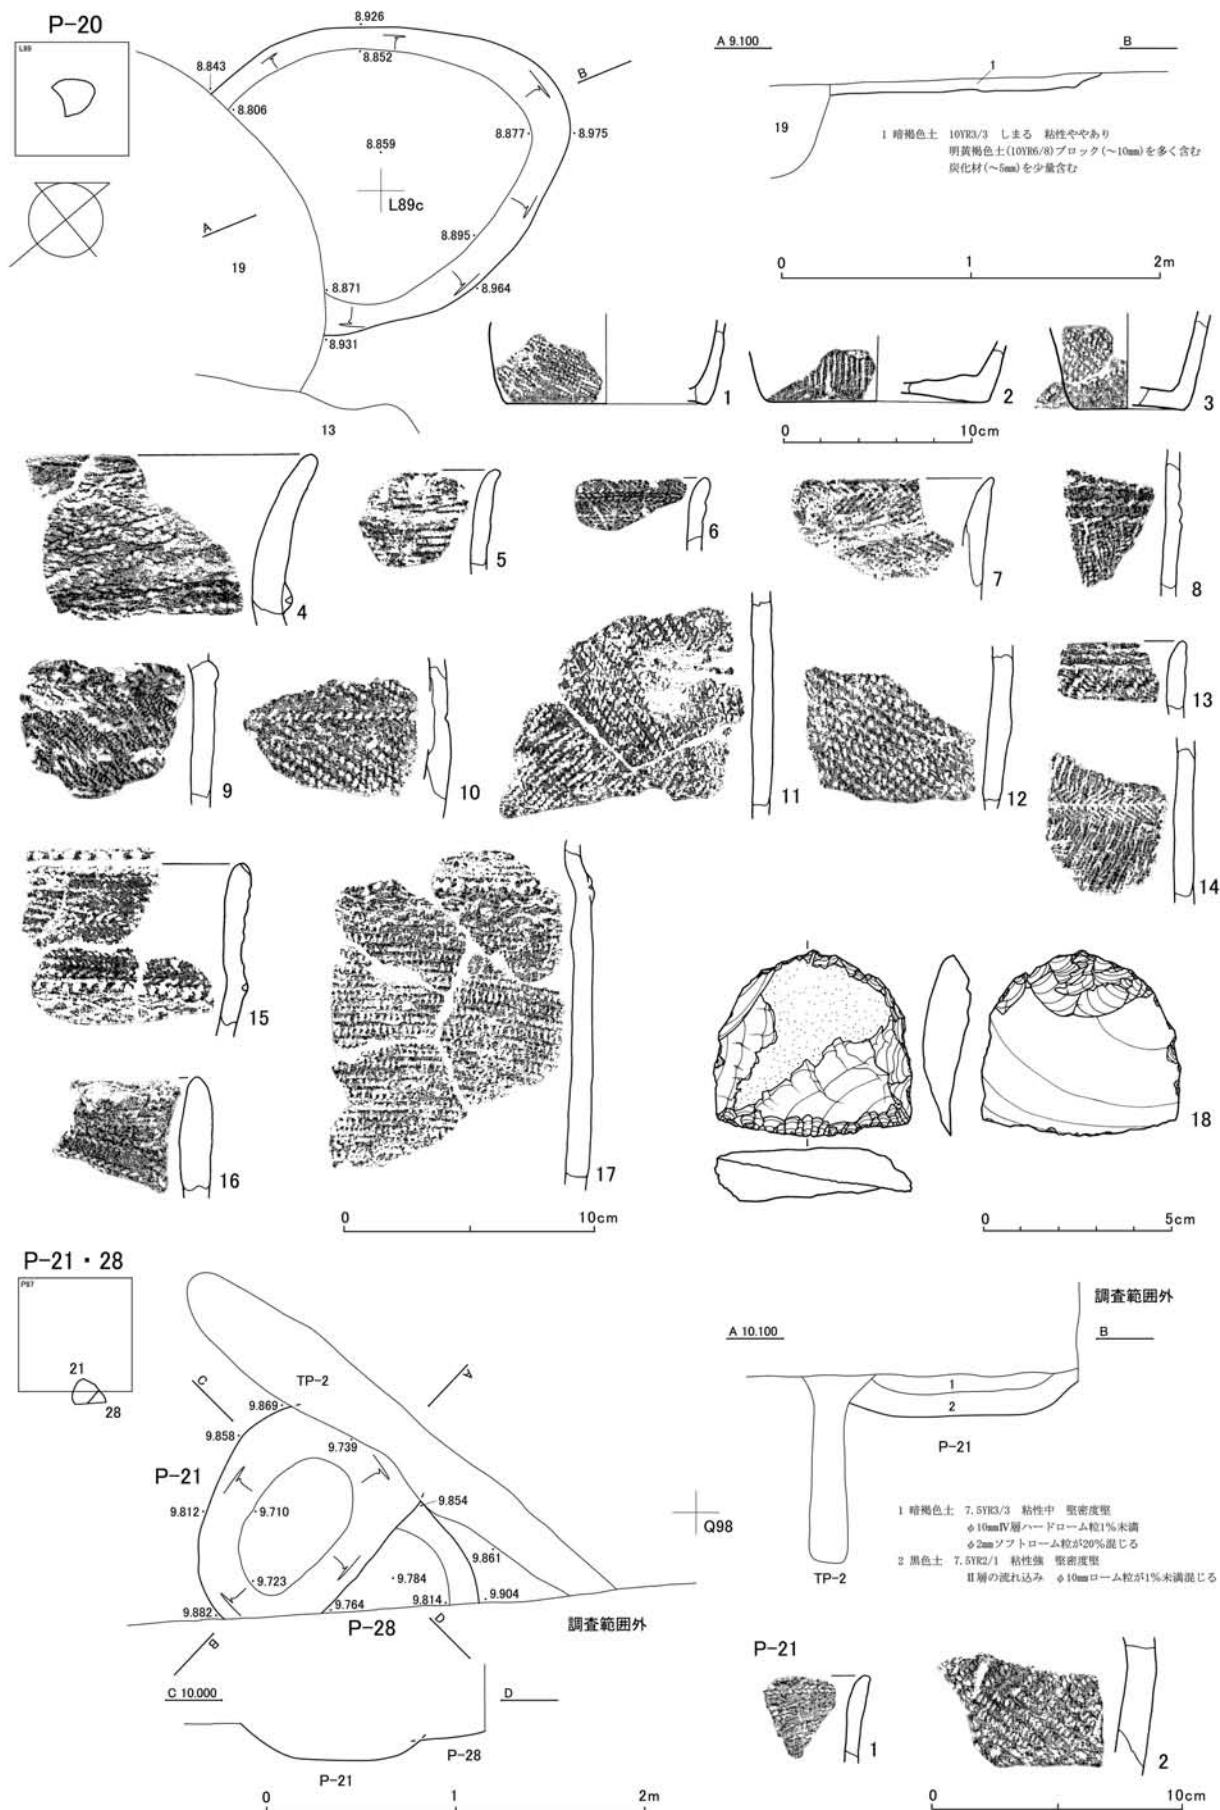 P-20
L89
8.926
8.852
8.843
8.806
8.877
8.975
8.859
L89c
8.895
8.964
8.871
8.931
A
B
19
13
A 9.100
B
1
19
1 暗褐色土 10YR3/3 しまる 粘性ややあり
明黄褐色土(10YR6/8)ブロック(～10㎜)を多く含む
炭化材(～5㎜)を少量含む
0 1 2m
1
2
3
0 10cm
4
5
6
7
8
9
10
11
12
13
14
15
16
17
18
0 10cm
0 5cm
P-21・28
P97
21
28
TP-2
C
A
9.869
9.858
9.739
P-21
9.812
9.710
9.854
9.861
9.723
9.784
9.904
9.882
9.764
9.814
P-28
B
D
調査範囲外
Q98
C 10.000
D
P-28
P-21
0 1 2m
調査範囲外
A 10.100
B
1
2
P-21
TP-2
1 暗褐色土 7.5YR3/3 粘性中 堅密度堅
φ10㎜Ⅳ層ハードローム粒1%未満
φ2㎜ソフトローム粒が20%混じる
2 黒色土 7.5YR2/1 粘性強 堅密度堅
Ⅱ層の流れ込み φ10㎜ローム粒が1%未満混じる
P-21
1
2
0 10cm